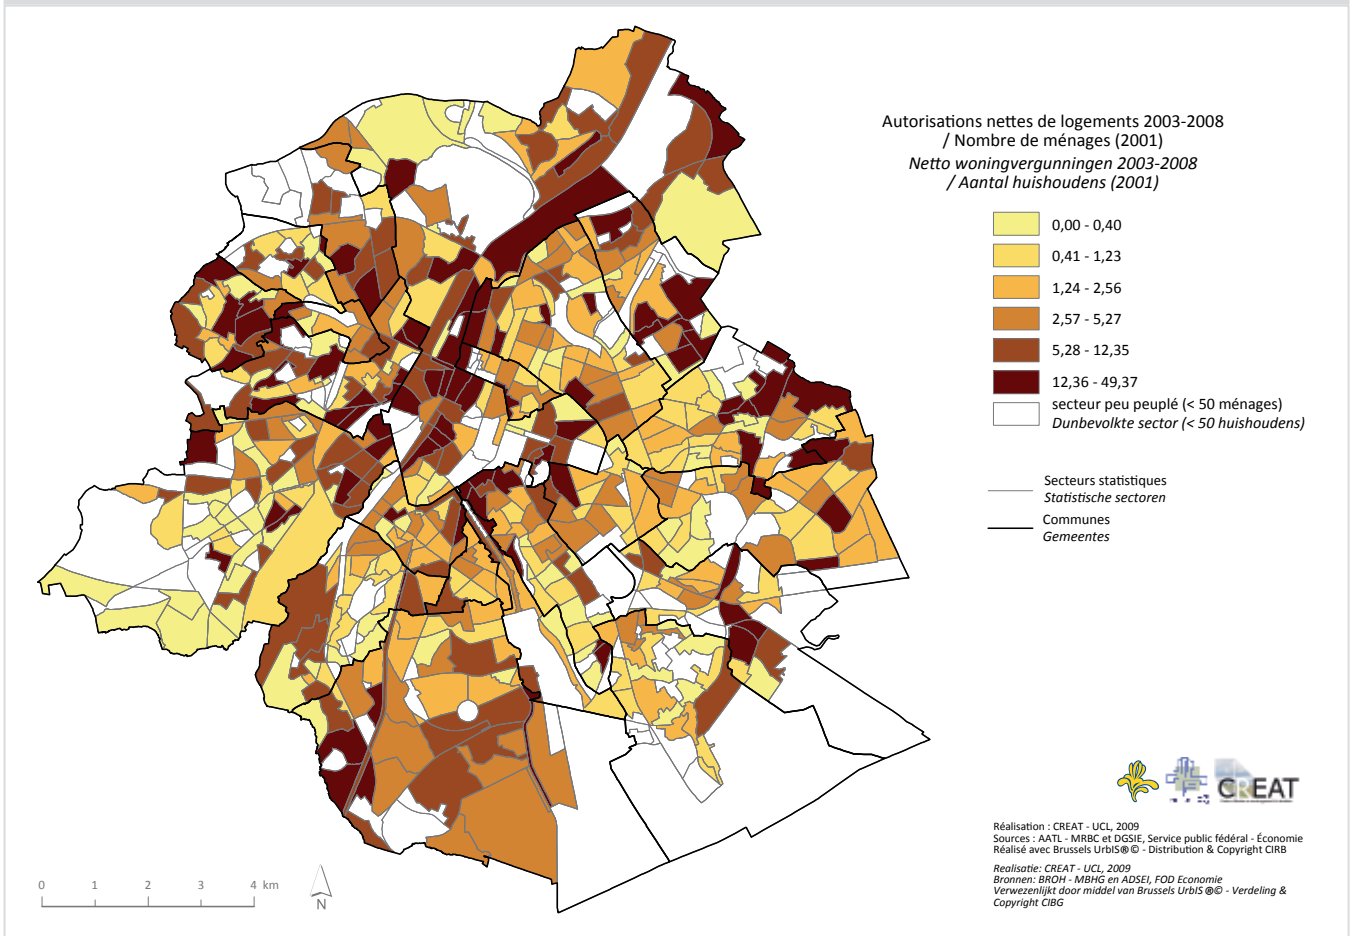 Autorisations nettes de logements 2003-2008
/ Nombre de ménages (2001)
Netto woningvergunningen 2003-2008
/ Aantal huishoudens (2001)
0,00 - 0,40
0,41 - 1,23
1,24 - 2,56
2,57 - 5,27
5,28 - 12,35
12,36 - 49,37
secteur peu peuplé (< 50 ménages)
Dunbevolkte sector (< 50 huishoudens)
Secteurs statistiques
Statistische sectoren
Communes
Gemeentes
CREAT
Réalisation : CREAT - UCL, 2009
Sources : AATL - MRBC et DGSIE, Service public fédéral - Économie
Réalisé avec Brussels UrbIS®© - Distribution & Copyright CIRB
Realisatie: CREAT - UCL, 2009
Bronnen: BROH - MBHG en ADSEI, FOD Economie
Verwezenlijkt door middel van Brussels UrbIS®© - Verdeling &
Copyright CIBG
0 1 2 3 4 km
N